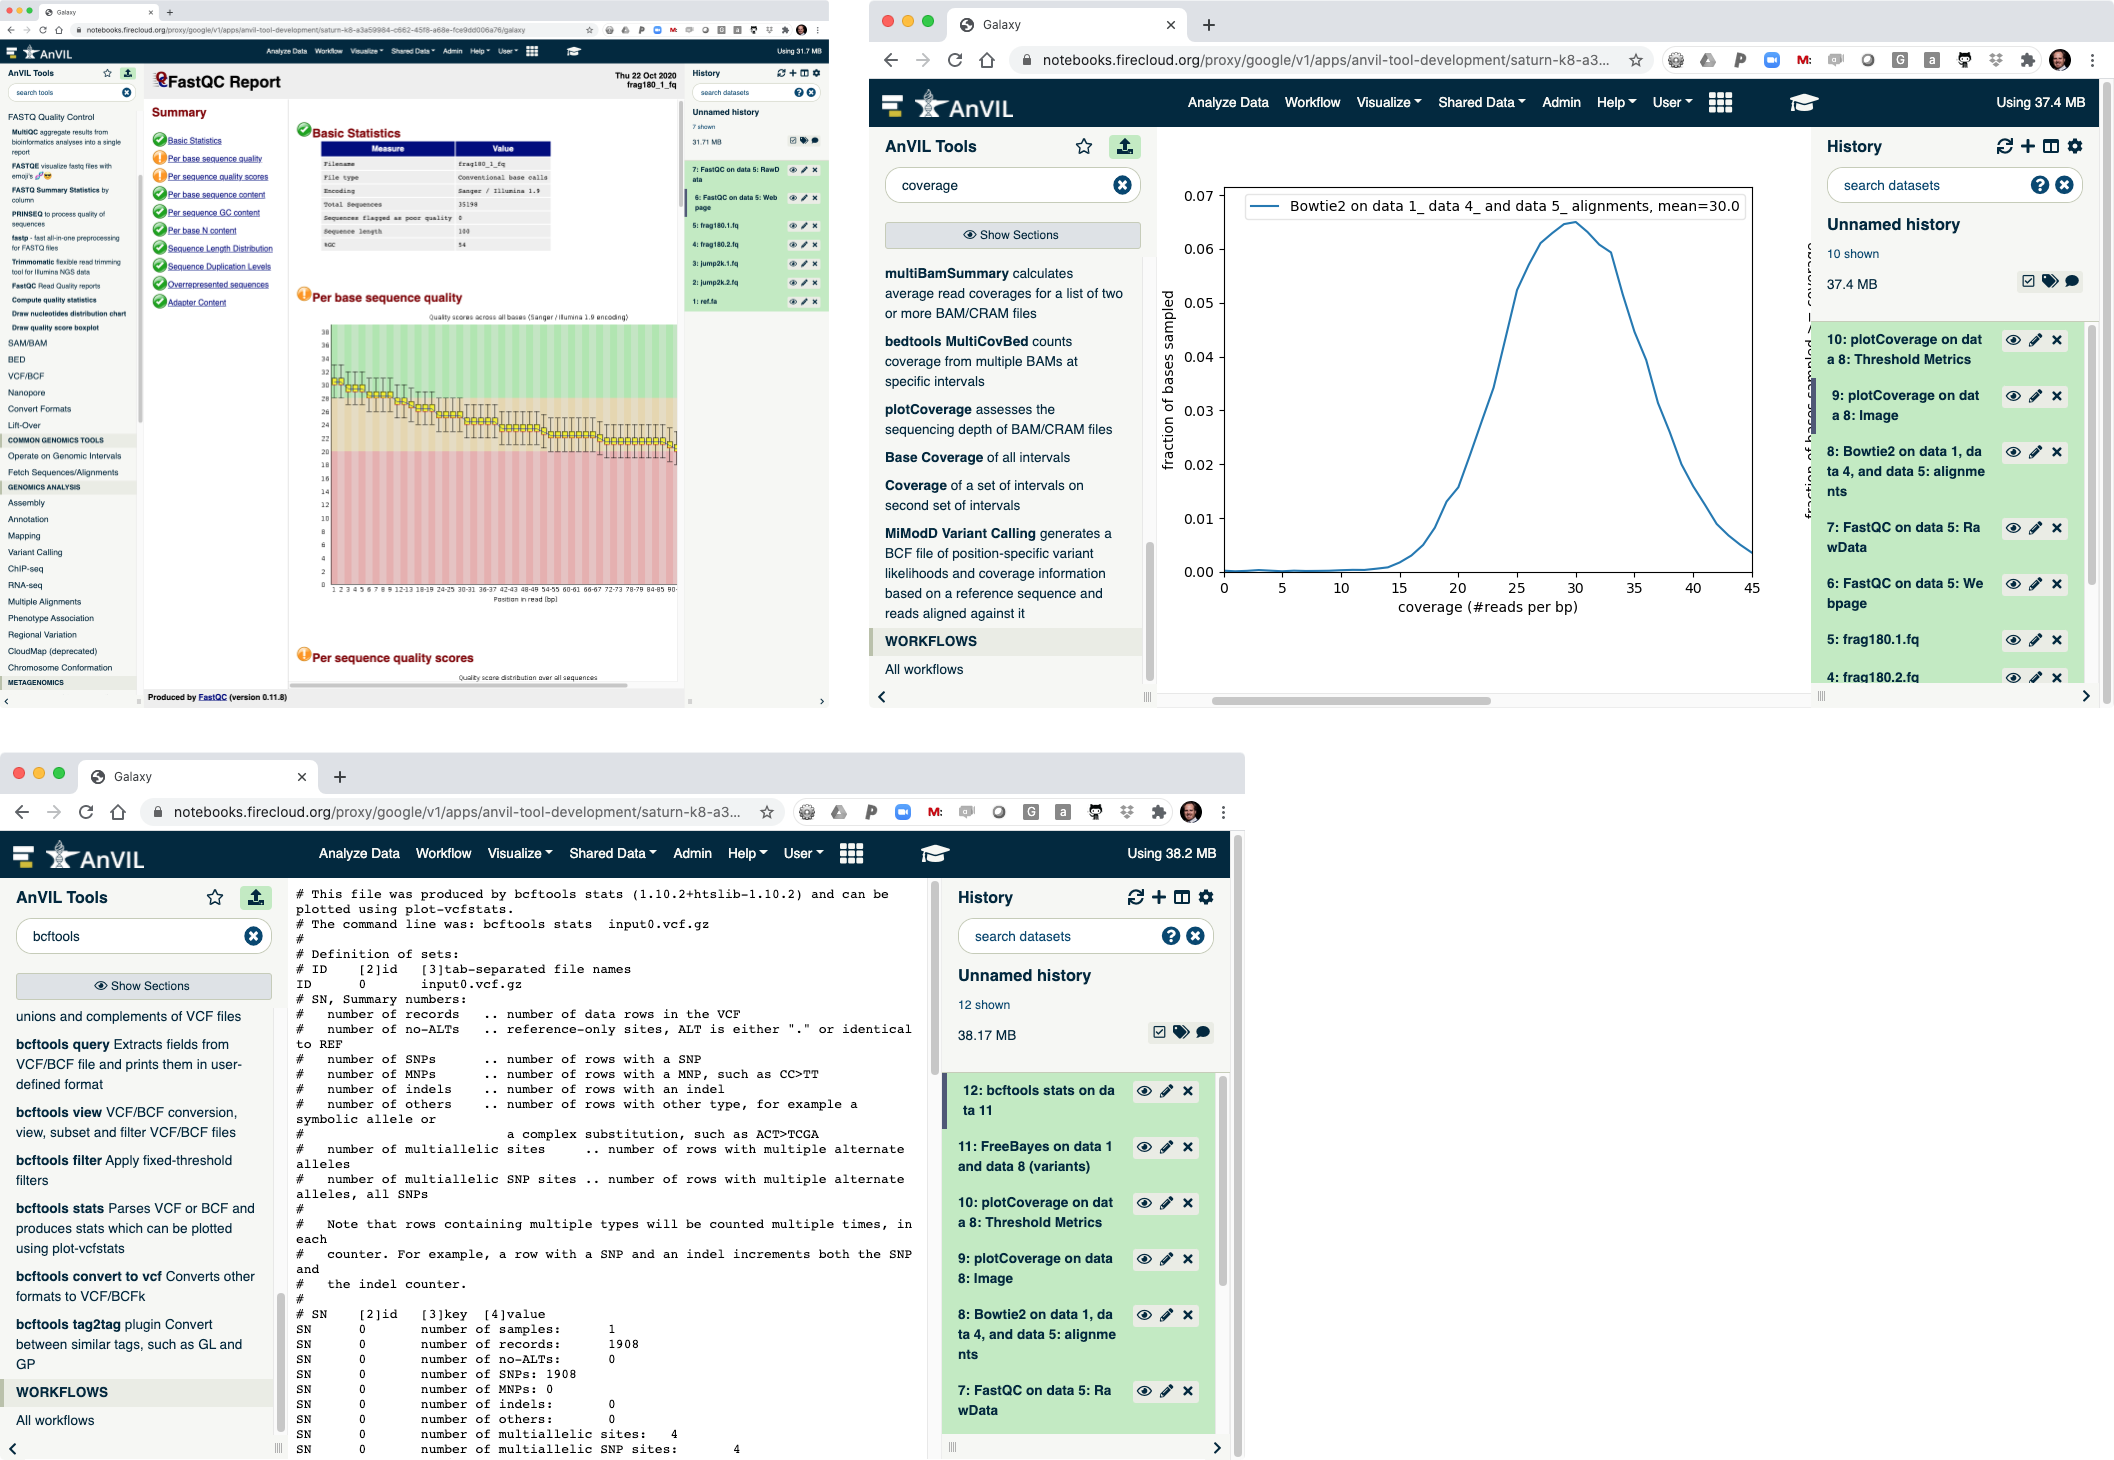 Galaxy
notebooks.firecloud.org/proxy/google/v1/apps/anvil-tool-development/saturn-k8-a3a59984-c662-45f8-a68e-fce9dd006a76/galaxy
AnVIL
Analyze Data Workflow Visualize Shared Data Admin Help User
Using 31.7 MB
AnVIL Tools
search tools
FASTQ Quality Control
MultiQC aggregate results from
bioinformatics analyses into a single
report
FASTQE visualize fastq files with
emoji's
FASTQ Summary Statistics by
column
PRINSEQ to process quality of
sequences
fastp - fast all-in-one preprocessing
for FASTQ files
Trimmomatic flexible read trimming
tool for Illumina NGS data
FastQC Read Quality reports
Compute quality statistics
Draw nucleotides distribution chart
Draw quality score boxplot
SAM/BAM
BED
VCF/BCF
Nanopore
Convert Formats
Lift-Over
COMMON GENOMICS TOOLS
Operate on Genomic Intervals
Fetch Sequences/Alignments
GENOMICS ANALYSIS
Assembly
Annotation
Mapping
Variant Calling
ChIP-seq
RNA-seq
Multiple Alignments
Phenotype Association
Regional Variation
CloudMap (deprecated)
Chromosome Conformation
METAGENOMICS
FastQC Report
Thu 22 Oct 2020
frag180_1_fq
Summary
Basic Statistics
Per base sequence quality
Per sequence quality scores
Per base sequence content
Per sequence GC content
Per base N content
Sequence Length Distribution
Sequence Duplication Levels
Overrepresented sequences
Adapter Content
Basic Statistics
Measure Value
Filename frag180_1_fq
File type Conventional base calls
Encoding Sanger / Illumina 1.9
Total Sequences 35198
Sequences flagged as poor quality 0
Sequence length 100
%GC 54
Per base sequence quality
Quality scores across all bases (Sanger / Illumina 1.9 encoding)
38
36
34
32
30
28
26
24
22
20
18
16
14
12
10
8
6
4
2
0
1 2 3 4 5 6 7 8 9 12-13 18-19 24-25 30-31 36-37 42-43 48-49 54-55 60-61 66-67 72-73 78-79 84-85 90-
Position in read (bp)
Per sequence quality scores
Quality score distribution over all sequences
Produced by FastQC (version 0.11.8)
History
search datasets
Unnamed history
7 shown
31.71 MB
7: FastQC on data 5: RawD
ata
6: FastQC on data 5: Web
page
5: frag180.1.fq
4: frag180.2.fq
3: jump2k.1.fq
2: jump2k.2.fq
1: ref.fa
Galaxy
notebooks.firecloud.org/proxy/google/v1/apps/anvil-tool-development/saturn-k8-a3...
AnVIL
Analyze Data Workflow Visualize Shared Data Admin Help User
Using 37.4 MB
AnVIL Tools
coverage
Show Sections
multiBamSummary calculates
average read coverages for a list of two
or more BAM/CRAM files
bedtools MultiCovBed counts
coverage from multiple BAMs at
specific intervals
plotCoverage assesses the
sequencing depth of BAM/CRAM files
Base Coverage of all intervals
Coverage of a set of intervals on
second set of intervals
MiModD Variant Calling generates a
BCF file of position-specific variant
likelihoods and coverage information
based on a reference sequence and
reads aligned against it
WORKFLOWS
All workflows
Bowtie2 on data 1_ data 4_ and data 5_ alignments, mean=30.0
fraction of bases sampled
0.07
0.06
0.05
0.04
0.03
0.02
0.01
0.00
0 5 10 15 20 25 30 35 40 45
coverage (#reads per bp)
fraction of bases sampled >= coverage
History
search datasets
Unnamed history
10 shown
37.4 MB
10: plotCoverage on dat
a 8: Threshold Metrics
9: plotCoverage on dat
a 8: Image
8: Bowtie2 on data 1, da
ta 4, and data 5: alignme
nts
7: FastQC on data 5: Ra
wData
6: FastQC on data 5: We
bpage
5: frag180.1.fq
4: frag180.2.fq
Galaxy
notebooks.firecloud.org/proxy/google/v1/apps/anvil-tool-development/saturn-k8-a3...
AnVIL
Analyze Data Workflow Visualize Shared Data Admin Help User
Using 38.2 MB
AnVIL Tools
bcftools
Show Sections
unions and complements of VCF files
bcftools query Extracts fields from
VCF/BCF file and prints them in user-
defined format
bcftools view VCF/BCF conversion,
view, subset and filter VCF/BCF files
bcftools filter Apply fixed-threshold
filters
bcftools stats Parses VCF or BCF and
produces stats which can be plotted
using plot-vcfstats
bcftools convert to vcf Converts other
formats to VCF/BCFk
bcftools tag2tag plugin Convert
between similar tags, such as GL and
GP
WORKFLOWS
All workflows
# This file was produced by bcftools stats (1.10.2+htslib-1.10.2) and can be
plotted using plot-vcfstats.
# The command line was: bcftools stats  input0.vcf.gz
#
# Definition of sets:
# ID [2]id [3]tab-separated file names
ID 0 input0.vcf.gz
# SN, Summary numbers:
# number of records .. number of data rows in the VCF
# number of no-ALTs .. reference-only sites, ALT is either "." or identical
to REF
# number of SNPs .. number of rows with a SNP
# number of MNPs .. number of rows with a MNP, such as CC>TT
# number of indels .. number of rows with an indel
# number of others .. number of rows with other type, for example a
symbolic allele or
# a complex substitution, such as ACT>TCGA
# number of multiallelic sites .. number of rows with multiple alternate
alleles
# number of multiallelic SNP sites .. number of rows with multiple alternate
alleles, all SNPs
#
# Note that rows containing multiple types will be counted multiple times, in
each
# counter. For example, a row with a SNP and an indel increments both the SNP
and
# the indel counter.
#
# SN [2]id [3]key [4]value
SN 0 number of samples: 1
SN 0 number of records: 1908
SN 0 number of no-ALTs: 0
SN 0 number of SNPs: 1908
SN 0 number of MNPs: 0
SN 0 number of indels: 0
SN 0 number of others: 0
SN 0 number of multiallelic sites: 4
SN 0 number of multiallelic SNP sites: 4
History
search datasets
Unnamed history
12 shown
38.17 MB
12: bcftools stats on da
ta 11
11: FreeBayes on data 1
and data 8 (variants)
10: plotCoverage on dat
a 8: Threshold Metrics
9: plotCoverage on data
8: Image
8: Bowtie2 on data 1, da
ta 4, and data 5: alignme
nts
7: FastQC on data 5: Ra
wData